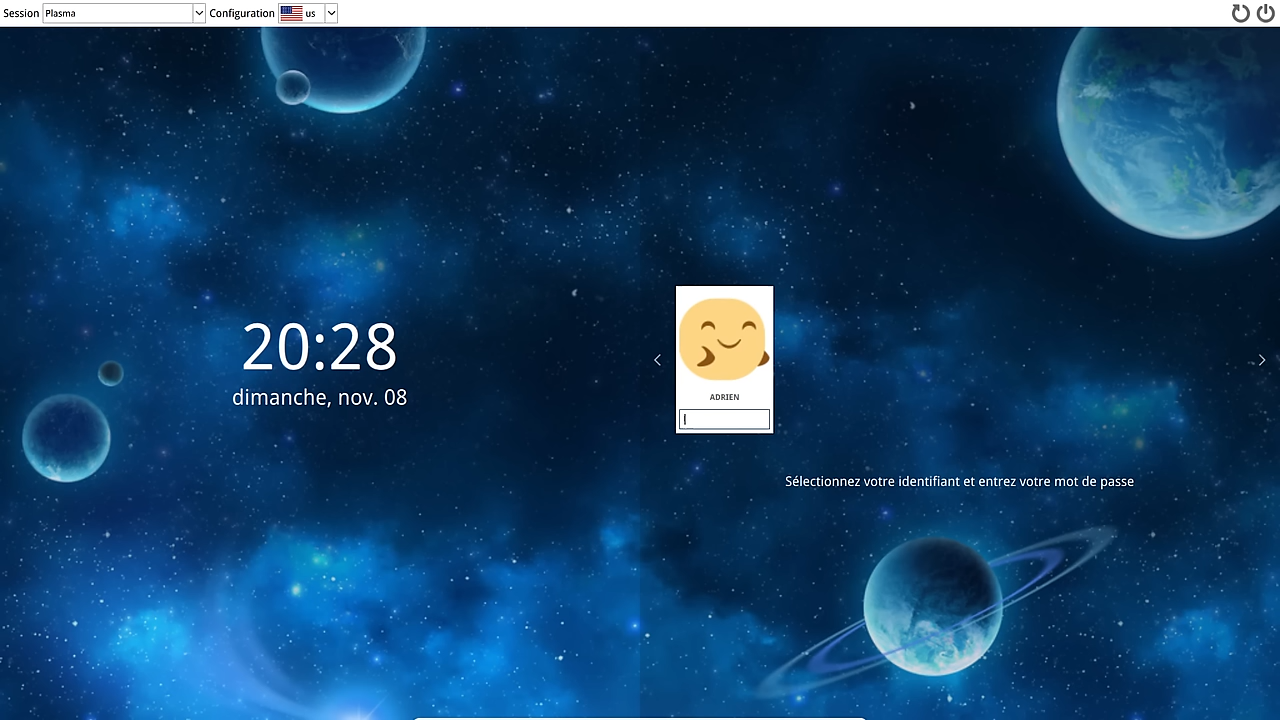 Session Plasma Configuration us
20:28
dimanche, nov. 08
ADRIEN
Sélectionnez votre identifiant et entrez votre mot de passe